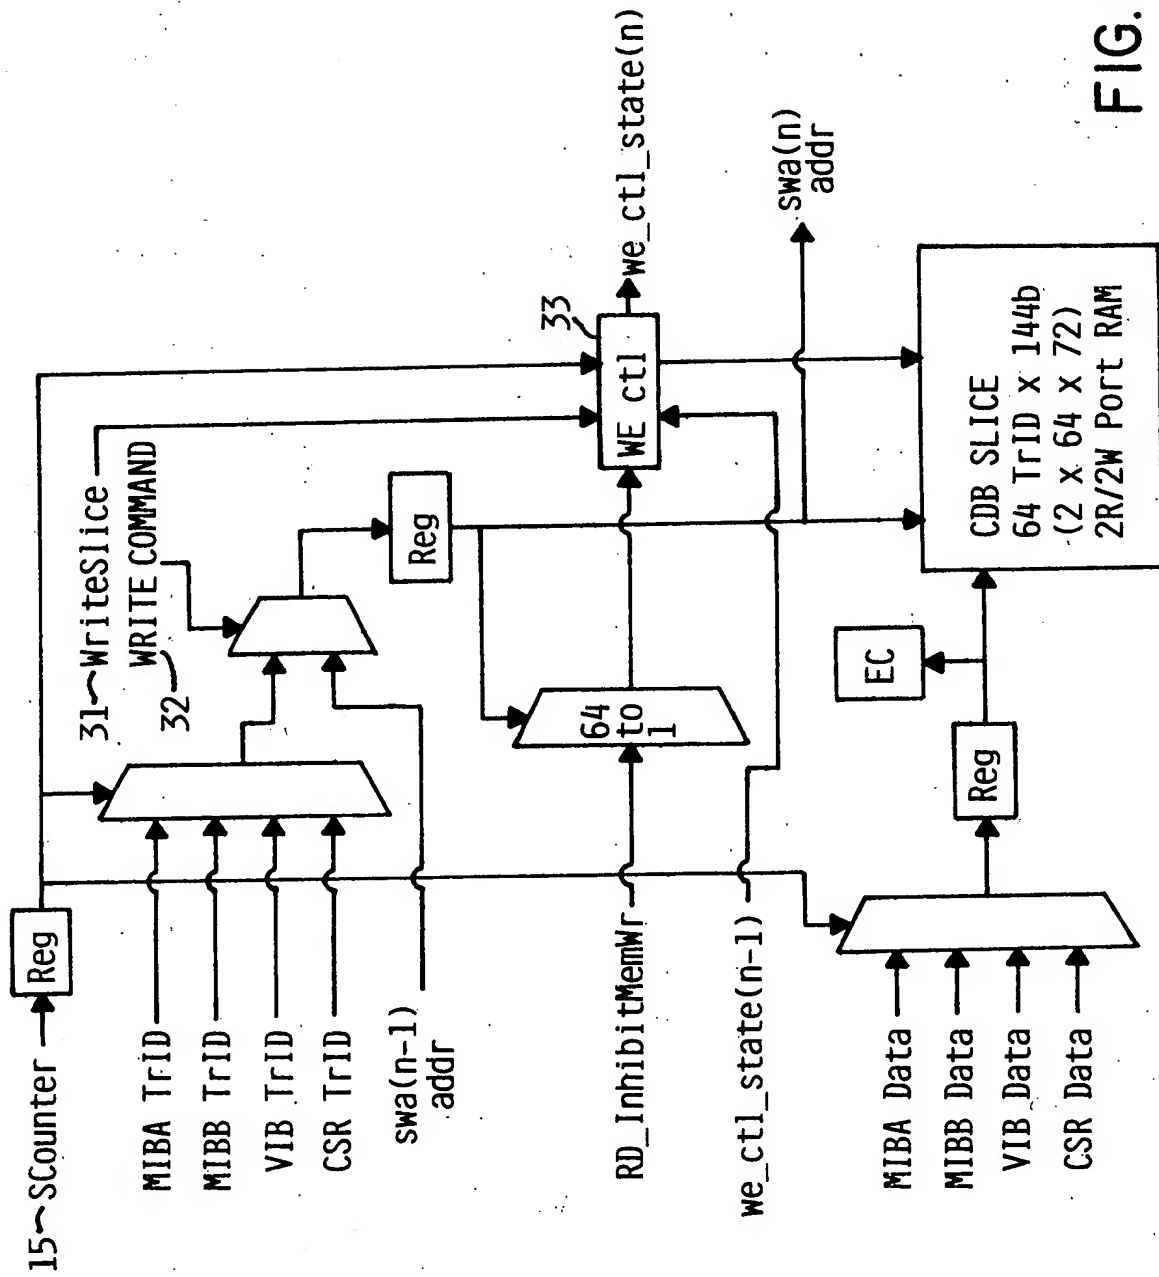 15 SCounter
Reg
MIBA TrID
MIBB TrID
VIB TrID
CSR TrID
swa(n-1)
addr
31 WriteSlice
WRITE COMMAND
32
Reg
RD_InhibitMemWr
64
to
1
we_ctl_state(n-1)
WE ctl
33
we_ctl_state(n)
swa(n)
addr
MIBA Data
MIBB Data
VIB Data
CSR Data
Reg
EC
CDB SLICE
64 TrID X 144b
(2 x 64 x 72)
2R/2W Port RAM
FIG.